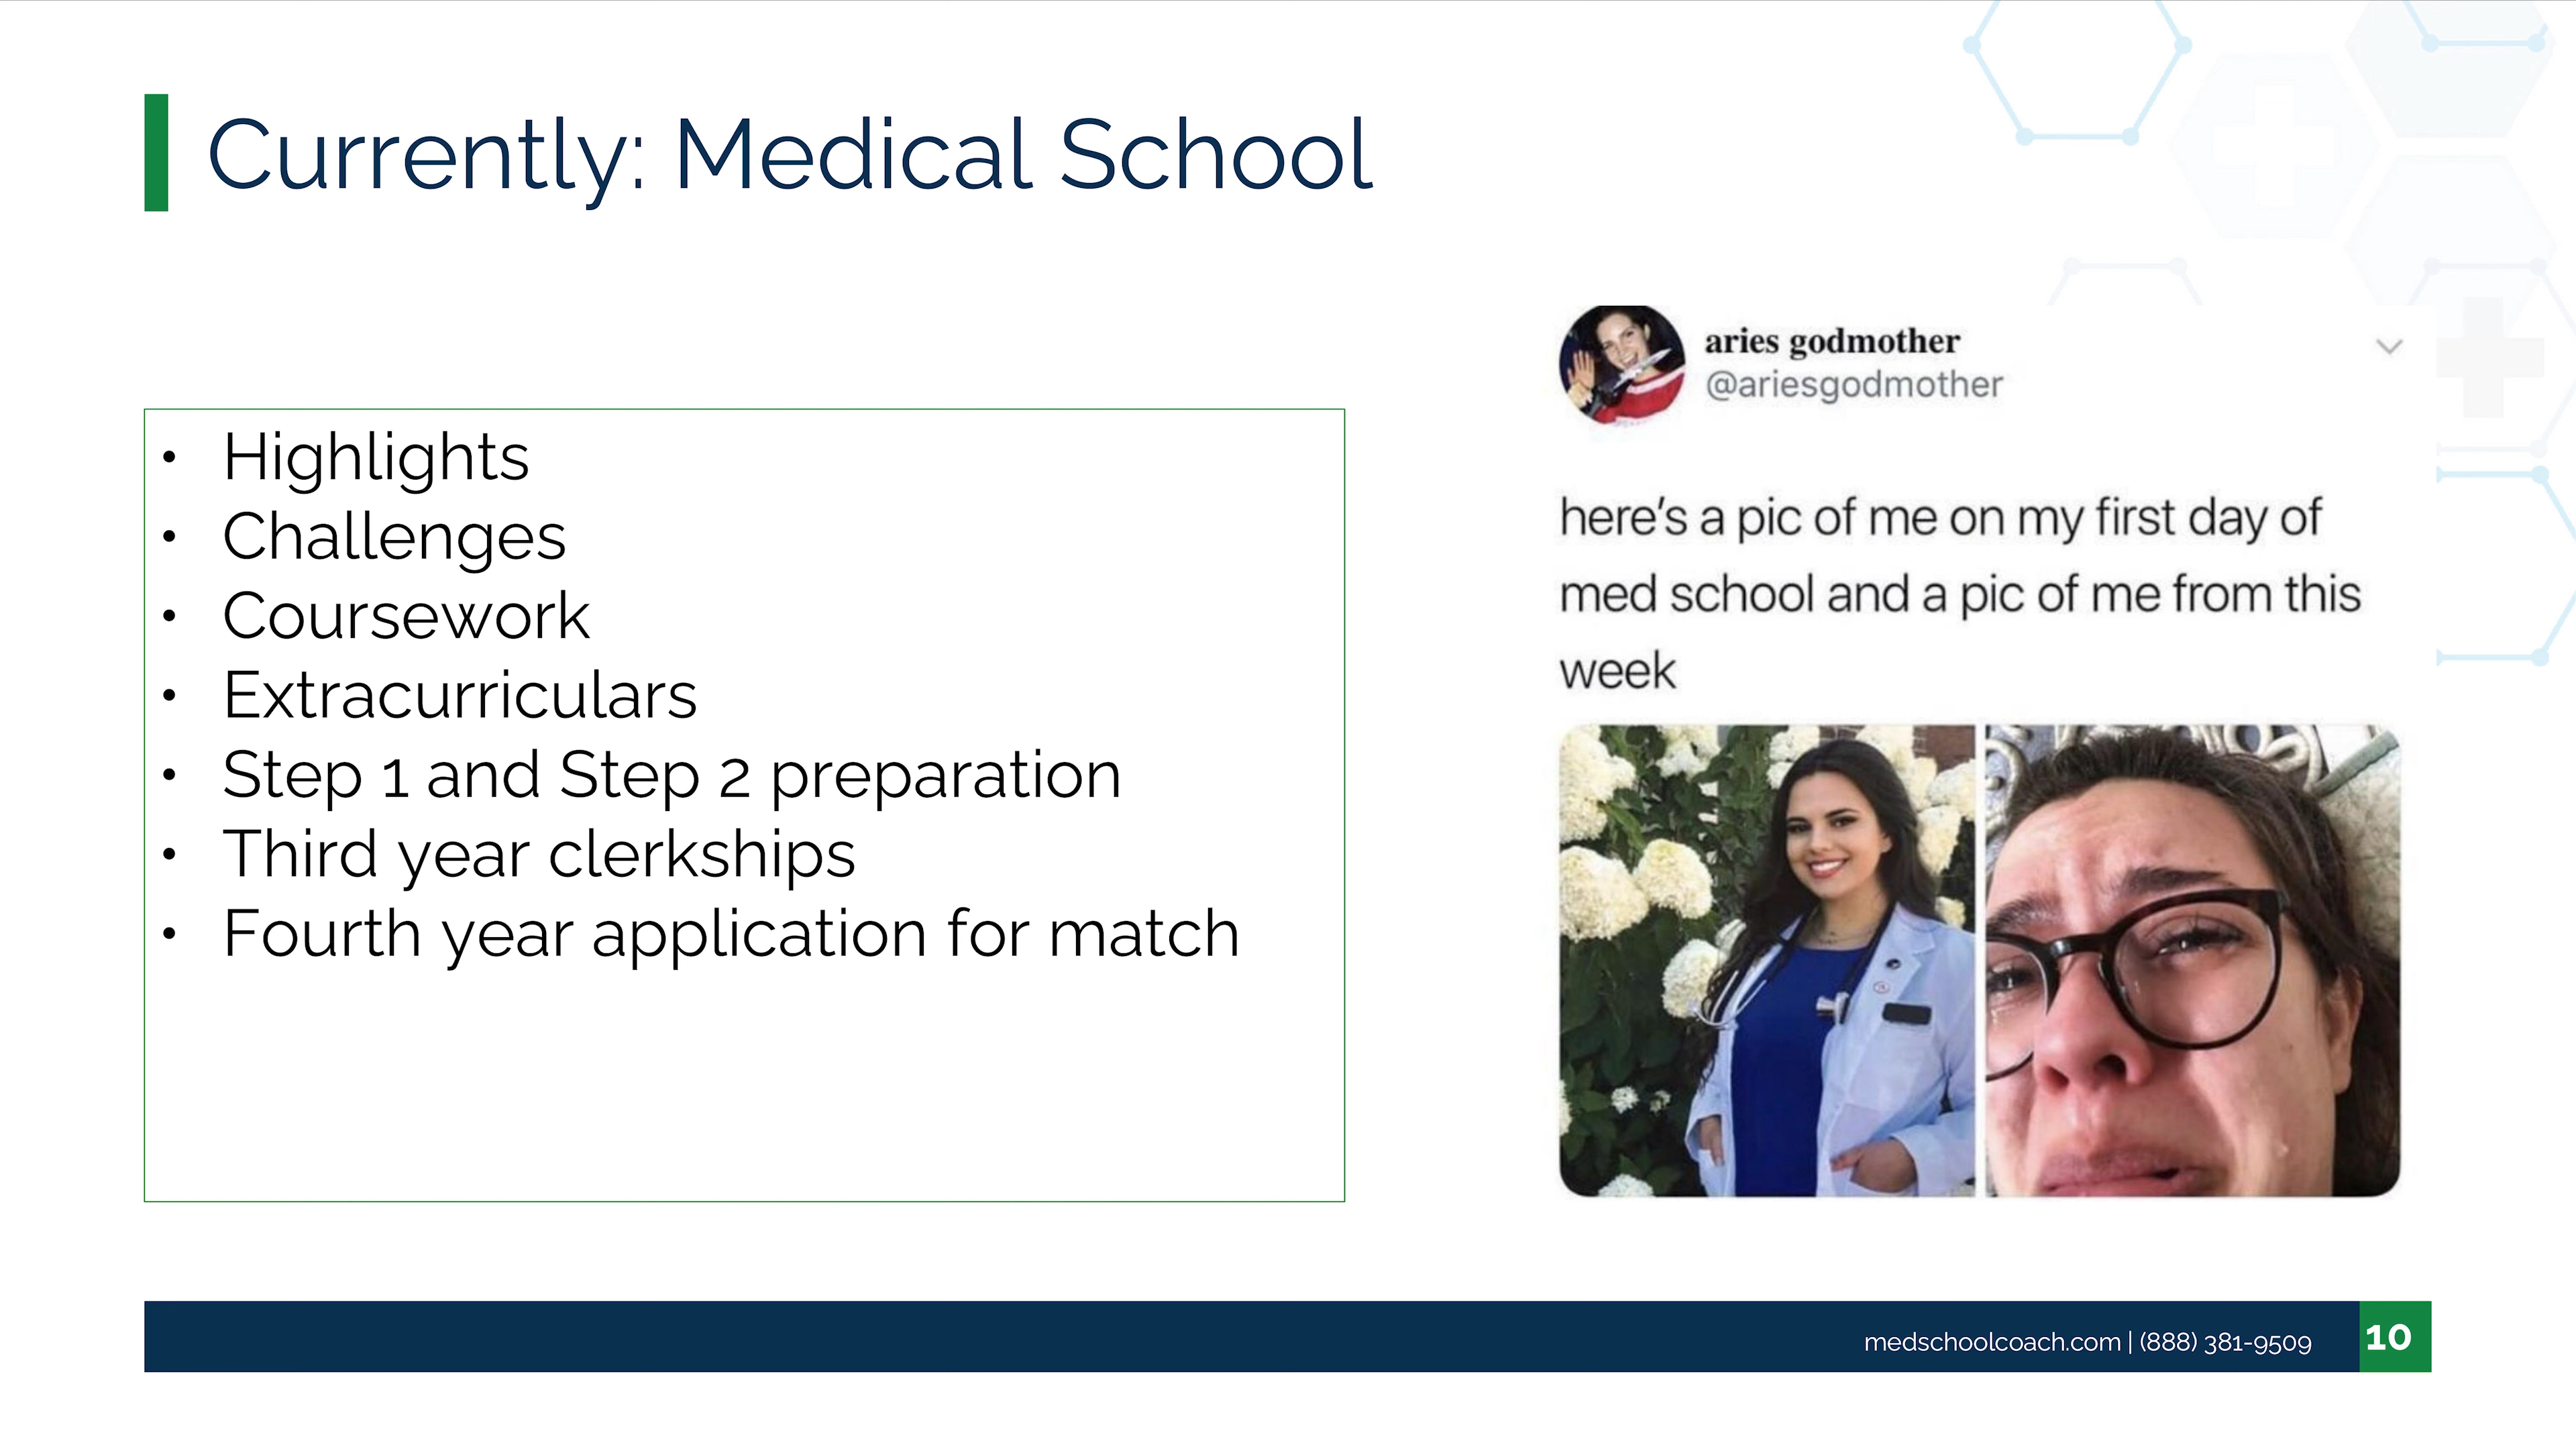 Currently: Medical School
• Highlights
• Challenges
• Coursework
• Extracurriculars
• Step 1 and Step 2 preparation
• Third year clerkships
• Fourth year application for match
aries godmother
@ariesgodmother
here’s a pic of me on my first day of
med school and a pic of me from this
week
medschoolcoach.com | (888) 381-9509
10